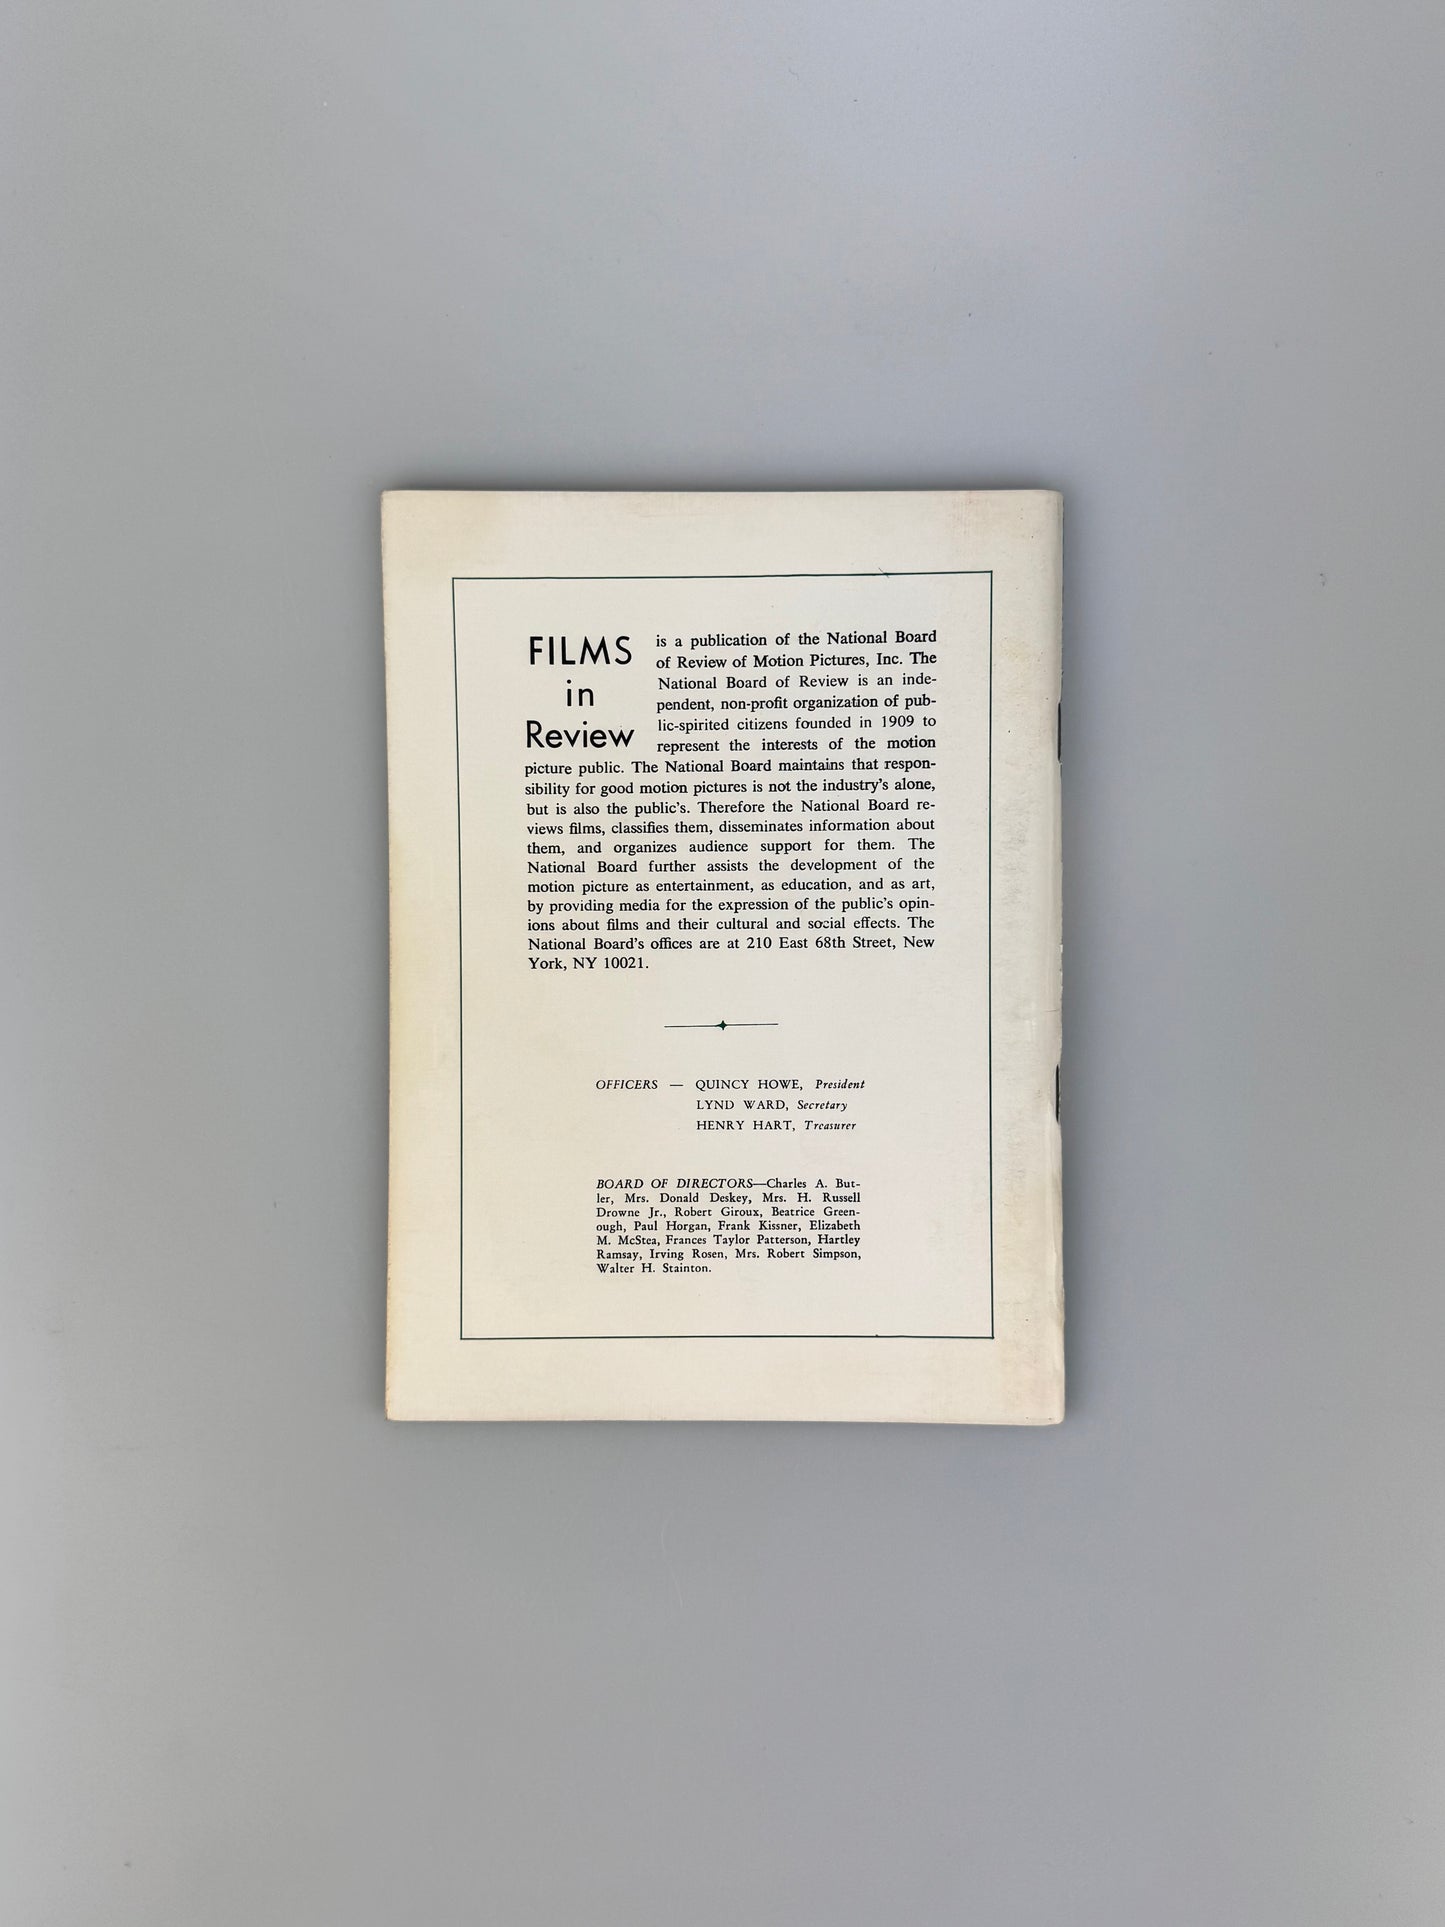 FILMS
in
Review
is a publication of the National Board
of Review of Motion Pictures, Inc. The
National Board of Review is an inde-
pendent, non-profit organization of pub-
lic-spirited citizens founded in 1909 to
represent the interests of the motion
picture public. The National Board maintains that respon-
sibility for good motion pictures is not the industry's alone,
but is also the public's. Therefore the National Board re-
views films, classifies them, disseminates information about
them, and organizes audience support for them. The
National Board further assists the development of the
motion picture as entertainment, as education, and as art,
by providing media for the expression of the public's opin-
ions about films and their cultural and social effects. The
National Board's offices are at 210 East 68th Street, New
York, NY 10021.
OFFICERS — QUINCY HOWE, President
LYND WARD, Secretary
HENRY HART, Treasurer
BOARD OF DIRECTORS—Charles A. But-
ler, Mrs. Donald Deskey, Mrs. H. Russell
Drowne Jr., Robert Giroux, Beatrice Green-
ough, Paul Horgan, Frank Kissner, Elizabeth
M. McStea, Frances Taylor Patterson, Hartley
Ramsay, Irving Rosen, Mrs. Robert Simpson,
Walter H. Stainton.